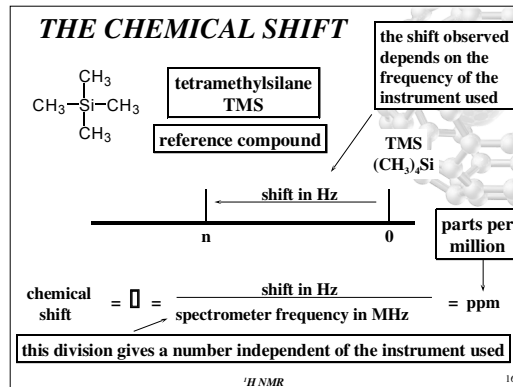 THE CHEMICAL SHIFT
the shift observed
depends on the
frequency of the
instrument used
CH₃
CH₃–Si–CH₃
CH₃
tetramethylsilane
TMS
reference compound
TMS
(CH₃)₄Si
shift in Hz
n 0
parts per
million
chemical
shift
= ▯ =
shift in Hz
spectrometer frequency in MHz
= ppm
this division gives a number independent of the instrument used
¹H NMR
16